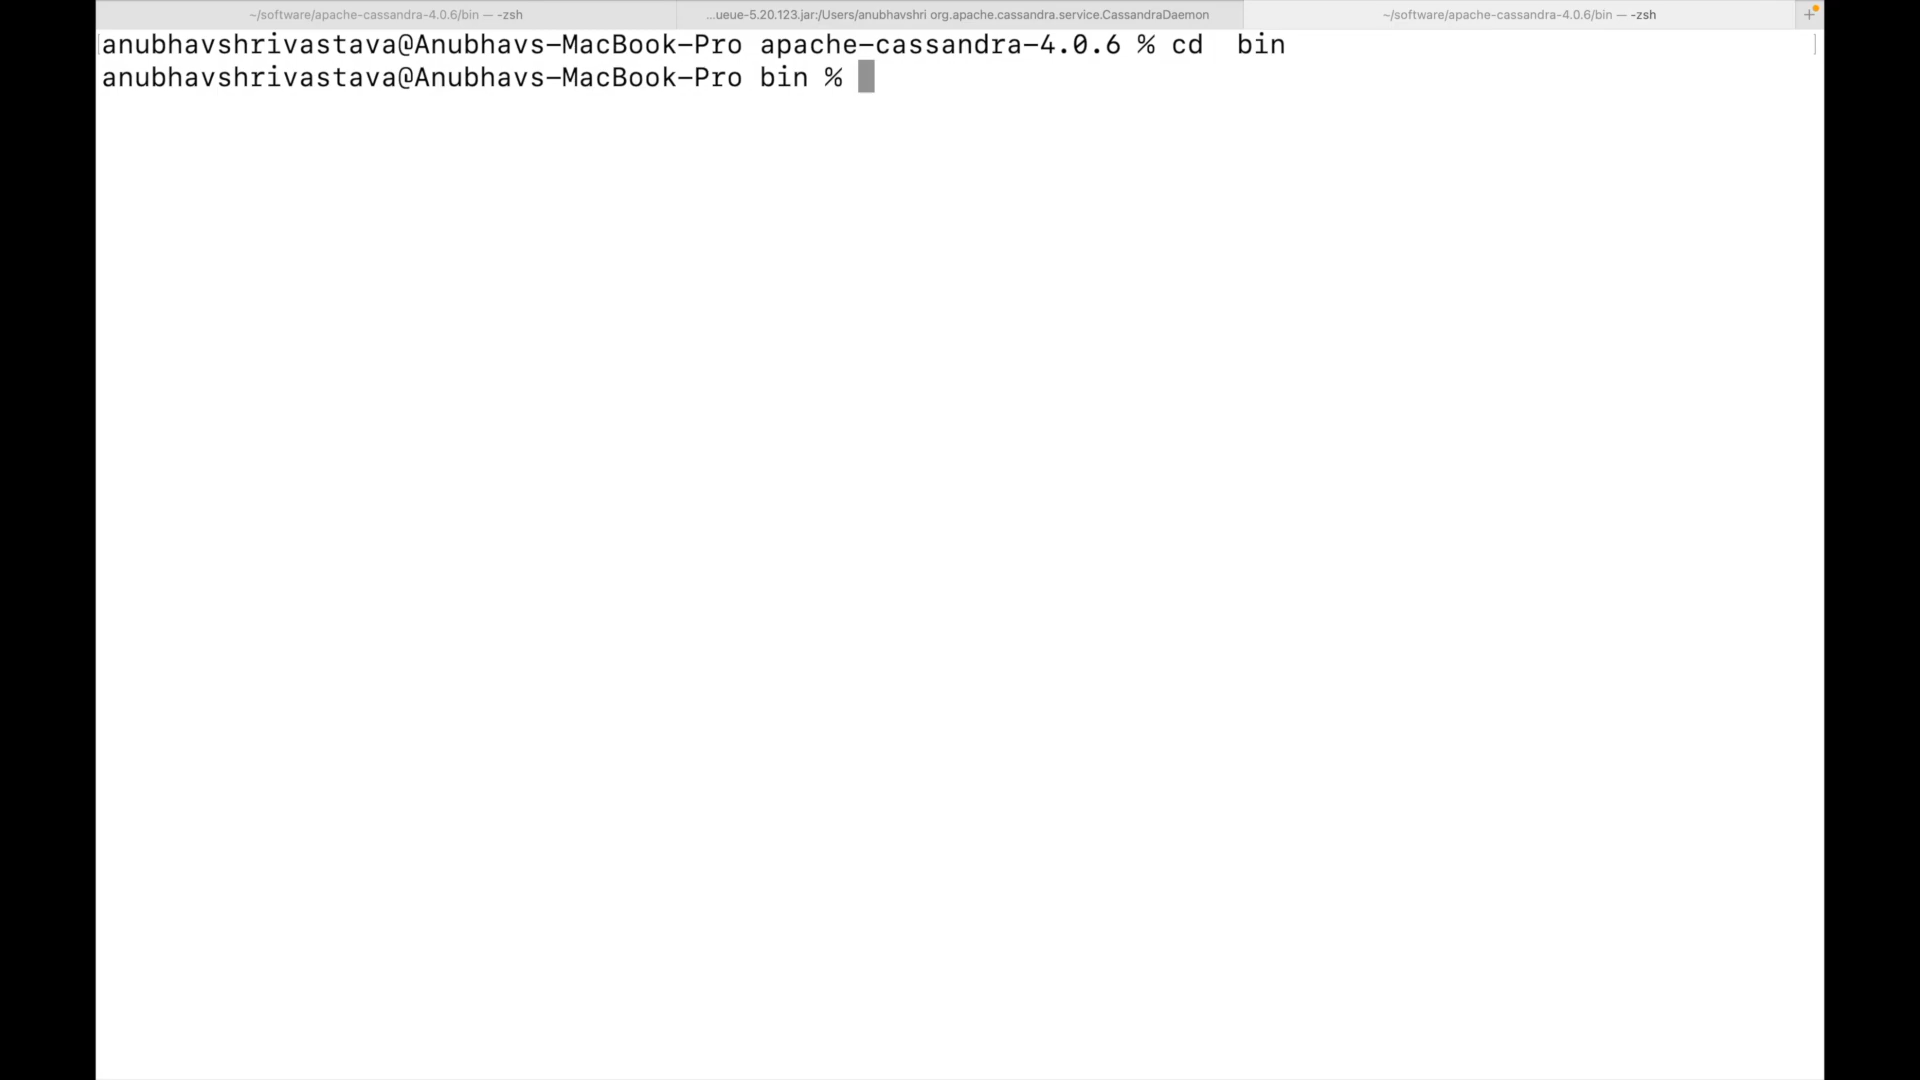 ~/software/apache-cassandra-4.0.6/bin — -zsh
...ueue-5.20.123.jar:/Users/anubhavshri org.apache.cassandra.service.CassandraDaemon
~/software/apache-cassandra-4.0.6/bin — -zsh
anubhavshrivastava@Anubhavs-MacBook-Pro apache-cassandra-4.0.6 % cd  bin
anubhavshrivastava@Anubhavs-MacBook-Pro bin %